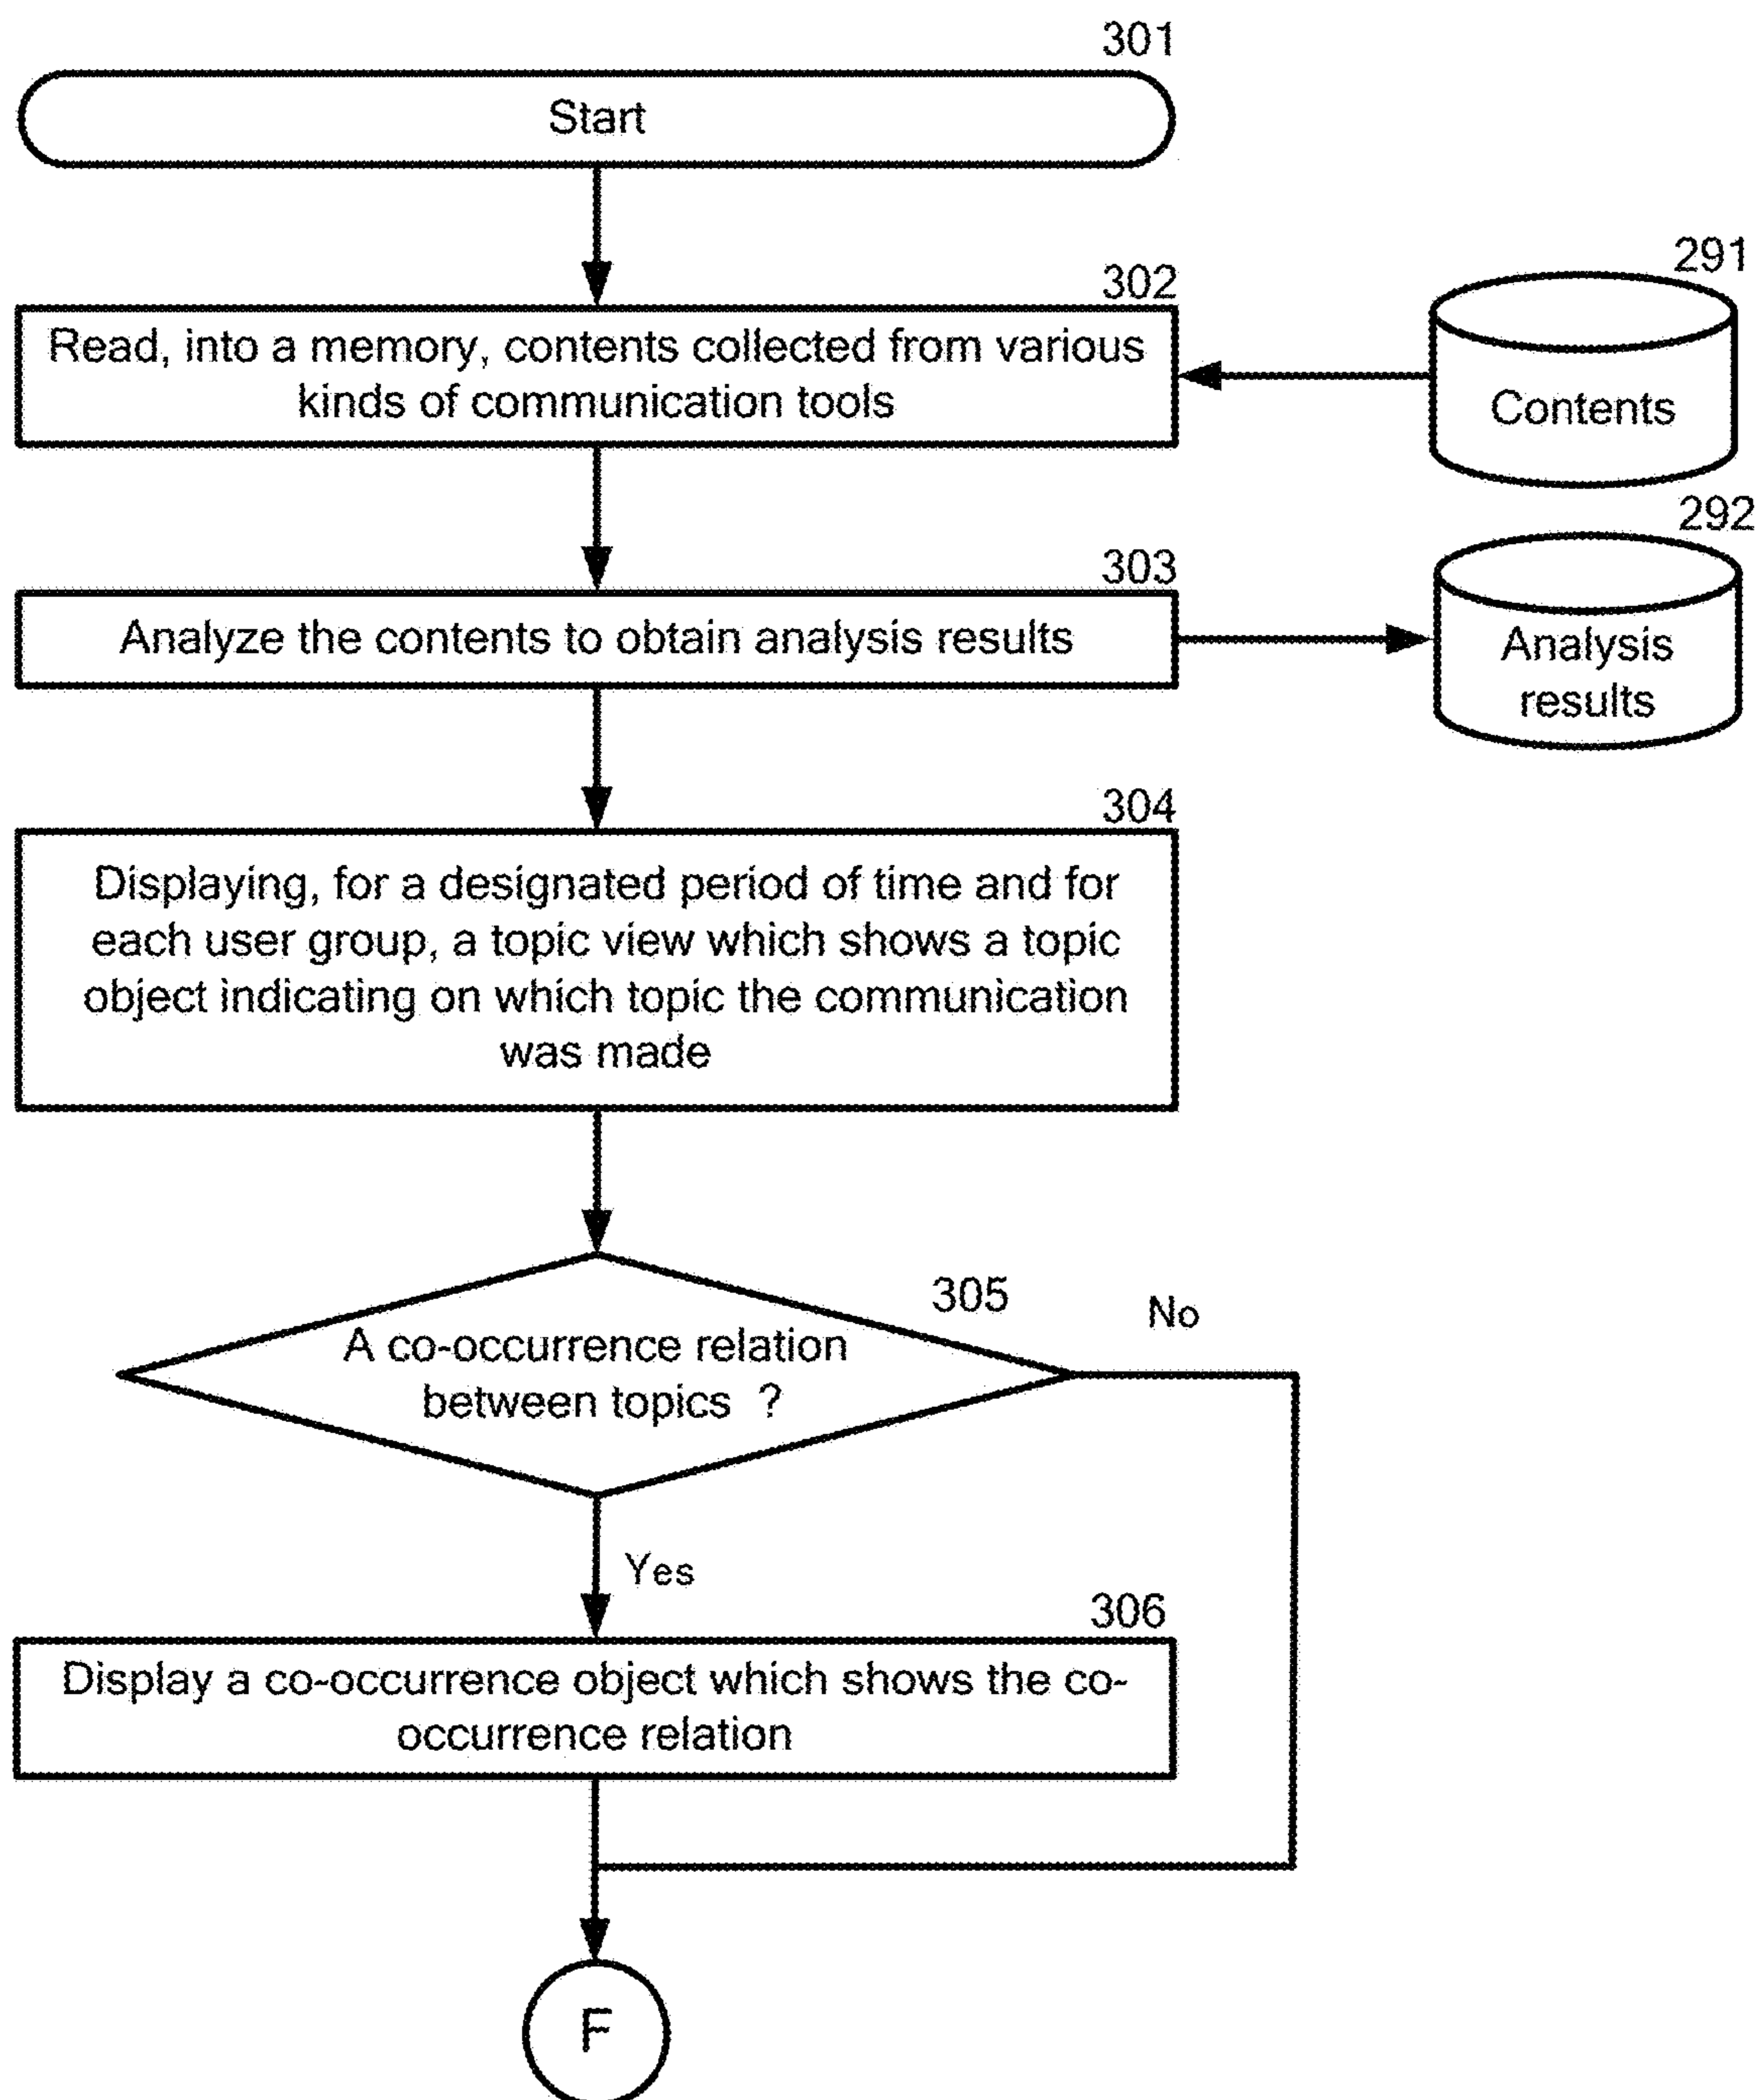 301
Start
302
Read, into a memory, contents collected from various
kinds of communication tools
291
Contents
303
Analyze the contents to obtain analysis results
292
Analysis
results
304
Displaying, for a designated period of time and for
each user group, a topic view which shows a topic
object indicating on which topic the communication
was made
305
A co-occurrence relation
between topics ?
No
Yes
306
Display a co-occurrence object which shows the co-
occurrence relation
F